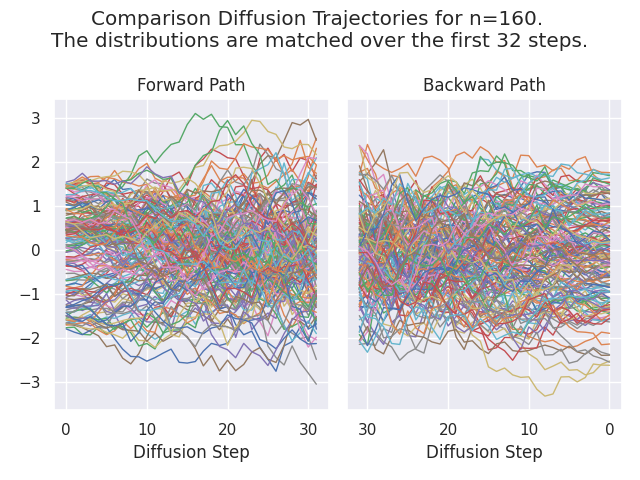 Comparison Diffusion Trajectories for n=160.
The distributions are matched over the first 32 steps.
Forward Path
Backward Path
3
2
1
0
−1
−2
−3
0 10 20 30
30 20 10 0
Diffusion Step
Diffusion Step